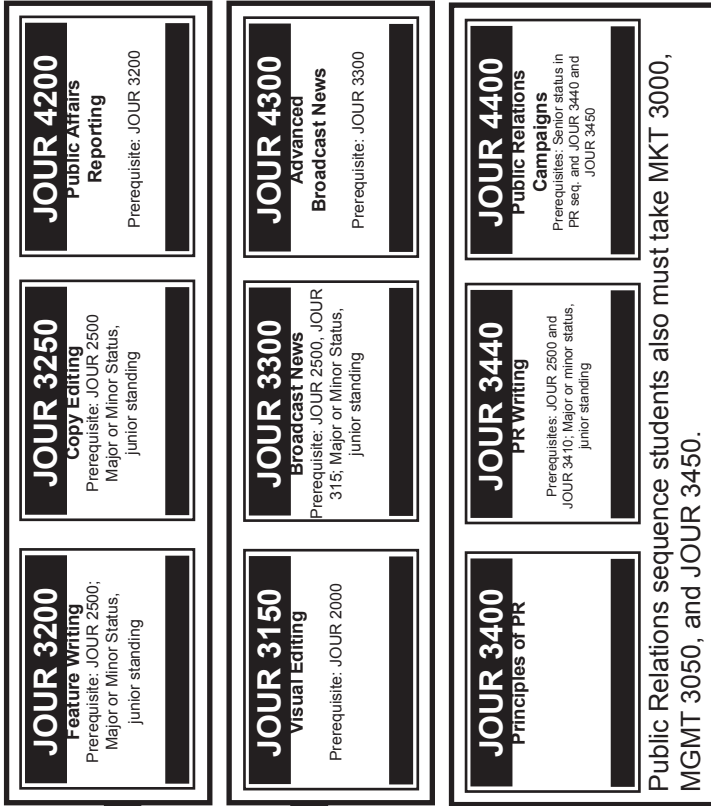 JOUR 3200
Feature Writing
Prerequisite: JOUR 2500;
Major or Minor Status,
junior standing
JOUR 3250
Copy Editing
Prerequisite: JOUR 2500
Major or Minor Status,
junior standing
JOUR 4200
Public Affairs
Reporting
Prerequisite: JOUR 3200
JOUR 3150
Visual Editing
Prerequisite: JOUR 2000
JOUR 3300
Broadcast News
Prerequisite: JOUR 2500, JOUR
315; Major or Minor Status,
junior standing
JOUR 4300
Advanced
Broadcast News
Prerequisite: JOUR 3300
JOUR 3400
Principles of PR
JOUR 3440
PR Writing
Prerequisites: JOUR 2500 and
JOUR 3410; Major or minor status,
junior standing
JOUR 4400
Public Relations
Campaigns
Prerequisites: Senior status in
PR seq. and JOUR 3440 and
JOUR 3450
Public Relations sequence students also must take MKT 3000,
MGMT 3050, and JOUR 3450.